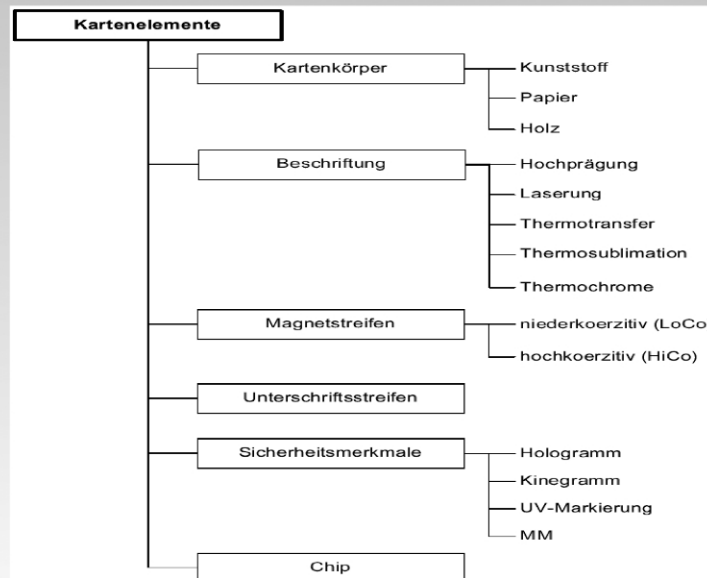 Kartenelemente
Kartenkörper
Kunststoff
Papier
Holz
Beschriftung
Hochprägung
Laserung
Thermotransfer
Thermosublimation
Thermochrome
Magnetstreifen
niederkoerzitiv (LoCo
hochkoerzitiv (HiCo)
Unterschriftsstreifen
Sicherheitsmerkmale
Hologramm
Kinegramm
UV-Markierung
MM
Chip